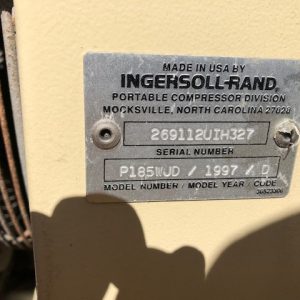 MADE IN USA BY
INGERSOLL-RAND®
PORTABLE COMPRESSOR DIVISION
MOCKSVILLE, NORTH CAROLINA 27028
269112UIH327
SERIAL NUMBER
P185WJD / 1997 / D
MODEL NUMBER / MODEL YEAR / CODE